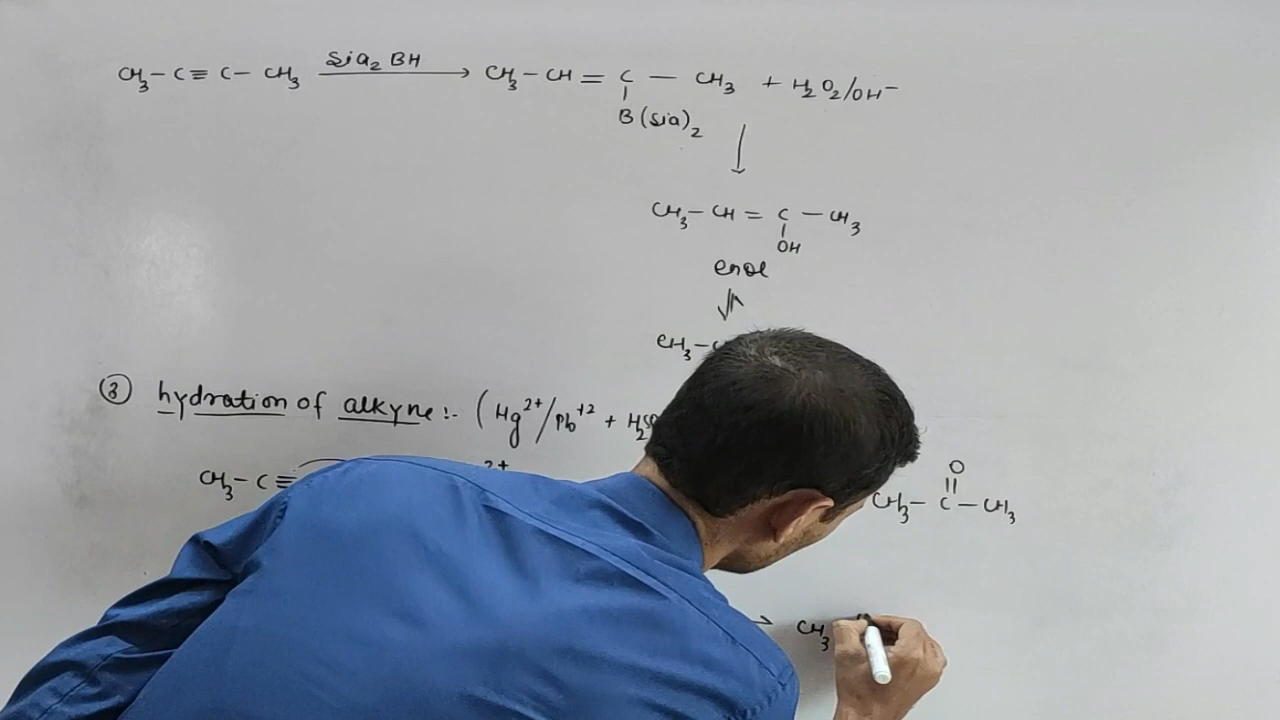 CH3 – C ≡ C – CH3 Sia2 BH → CH3 – CH = C — CH3 + H2O2/OH–
B(Sia)2
↓
CH3 – CH = C — CH3
OH
enol
⇌
CH3 –
③ hydration of alkyne :- (Hg2+/Pb+2 +
CH3 – C ≡ 2+ CH3 – C – CH3
O
→ CH3